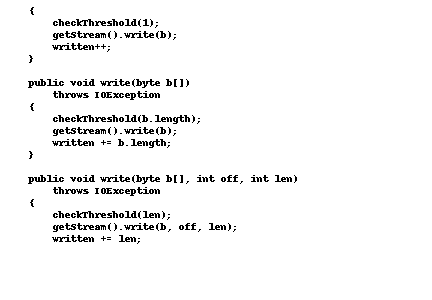 {
checkThreshold(1);
getStream().write(b);
written++;
}
public void write(byte b[])
throws IOException
{
checkThreshold(b.length);
getStream().write(b);
written += b.length;
}
public void write(byte b[], int off, int len)
throws IOException
{
checkThreshold(len);
getStream().write(b, off, len);
written += len;